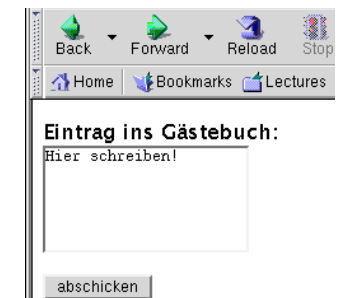 Back Forward Reload Stop
Home Bookmarks Lectures
Eintrag ins Gästebuch:
Hier schreiben!
abschicken